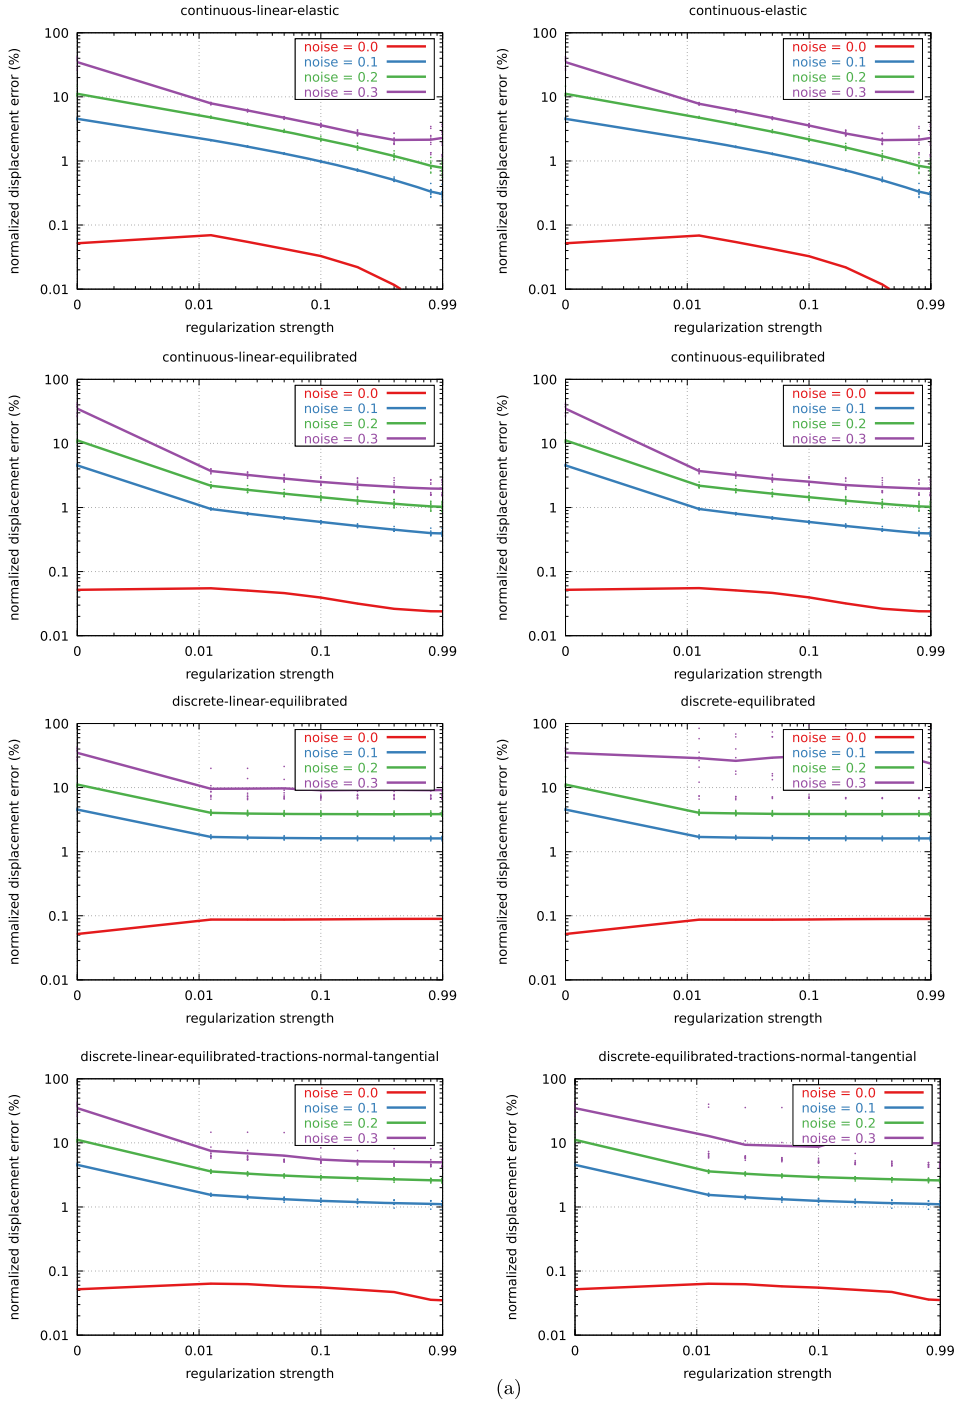 continuous-linear-elastic
normalized displacement error (%)
100
10
1
0.1
0.01
noise = 0.0
noise = 0.1
noise = 0.2
noise = 0.3
0
0.01
0.1
0.99
regularization strength
continuous-elastic
normalized displacement error (%)
100
10
1
0.1
0.01
noise = 0.0
noise = 0.1
noise = 0.2
noise = 0.3
0
0.01
0.1
0.99
regularization strength
continuous-linear-equilibrated
normalized displacement error (%)
100
10
1
0.1
0.01
noise = 0.0
noise = 0.1
noise = 0.2
noise = 0.3
0
0.01
0.1
0.99
regularization strength
continuous-equilibrated
normalized displacement error (%)
100
10
1
0.1
0.01
noise = 0.0
noise = 0.1
noise = 0.2
noise = 0.3
0
0.01
0.1
0.99
regularization strength
discrete-linear-equilibrated
normalized displacement error (%)
100
10
1
0.1
0.01
noise = 0.0
noise = 0.1
noise = 0.2
noise = 0.3
0
0.01
0.1
0.99
regularization strength
discrete-equilibrated
normalized displacement error (%)
100
10
1
0.1
0.01
noise = 0.0
noise = 0.1
noise = 0.2
noise = 0.3
0
0.01
0.1
0.99
regularization strength
discrete-linear-equilibrated-tractions-normal-tangential
normalized displacement error (%)
100
10
1
0.1
0.01
noise = 0.0
noise = 0.1
noise = 0.2
noise = 0.3
0
0.01
0.1
0.99
regularization strength
discrete-equilibrated-tractions-normal-tangential
normalized displacement error (%)
100
10
1
0.1
0.01
noise = 0.0
noise = 0.1
noise = 0.2
noise = 0.3
0
0.01
0.1
0.99
regularization strength
(a)